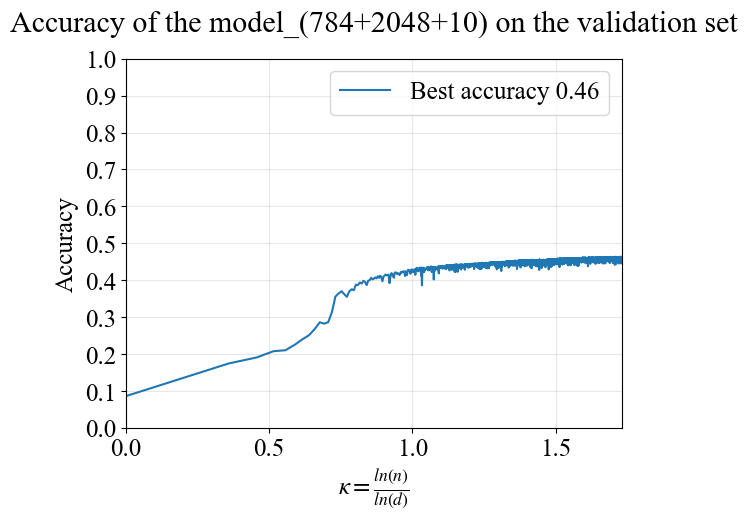 Accuracy of the model_(784+2048+10) on the validation set
1.0
0.9
0.8
0.7
0.6
0.5
0.4
0.3
0.2
0.1
0.0
Accuracy
Best accuracy 0.46
0.0 0.5 1.0 1.5
κ = ln(n) / ln(d)